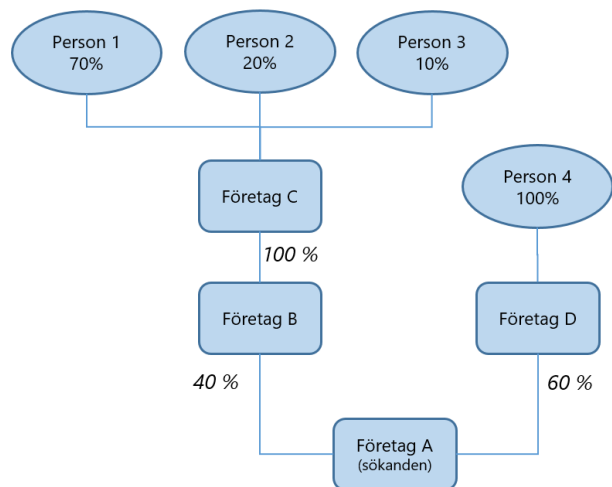 Person 1
70%
Person 2
20%
Person 3
10%
Företag C
Person 4
100%
100 %
Företag B
Företag D
40 %
60 %
Företag A
(sökanden)